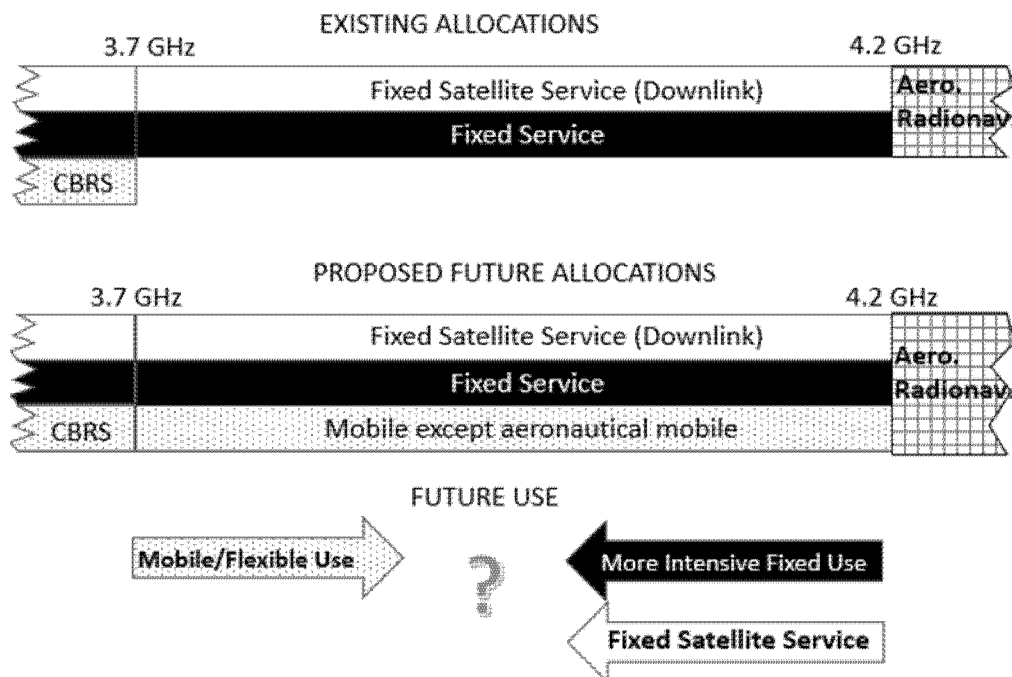 EXISTING ALLOCATIONS
3.7 GHz
4.2 GHz
Fixed Satellite Service (Downlink)
Aero.
Radionav.
Fixed Service
CBRS
PROPOSED FUTURE ALLOCATIONS
3.7 GHz
4.2 GHz
Fixed Satellite Service (Downlink)
Aero.
Radionav.
Fixed Service
CBRS
Mobile except aeronautical mobile
FUTURE USE
Mobile/Flexible Use
?
More Intensive Fixed Use
Fixed Satellite Service